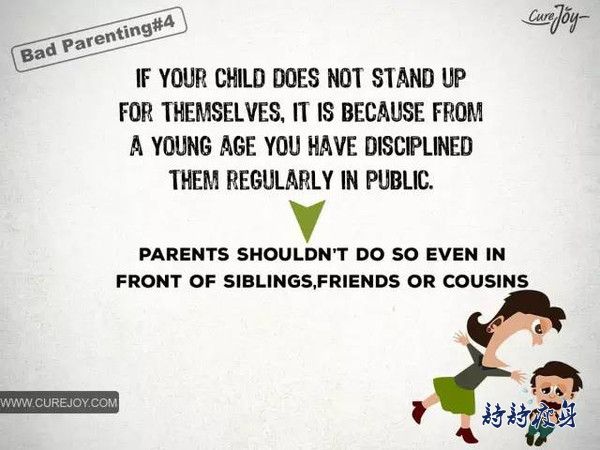 Bad Parenting#4
CureJoy
IF YOUR CHILD DOES NOT STAND UP
FOR THEMSELVES, IT IS BECAUSE FROM
A YOUNG AGE YOU HAVE DISCIPLINED
THEM REGULARLY IN PUBLIC.
PARENTS SHOULDN'T DO SO EVEN IN
FRONT OF SIBLINGS,FRIENDS OR COUSINS
WWW.CUREJOY.COM